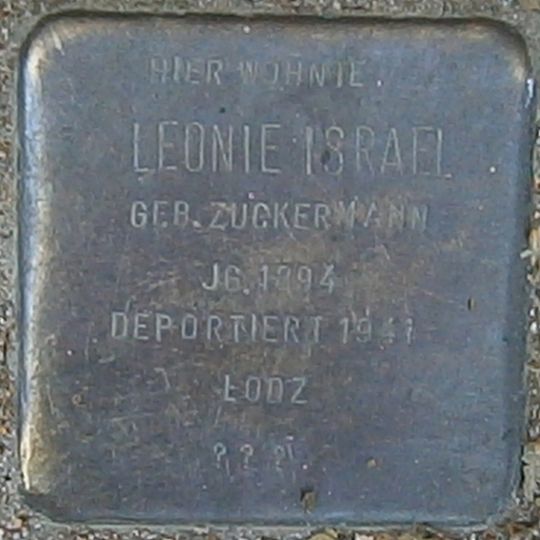 HIER WOHNTE
LEONIE ISRAEL
GEB. ZUCKERMANN
JG. 1894
DEPORTIERT 1941
ŁODZ
? ? ?